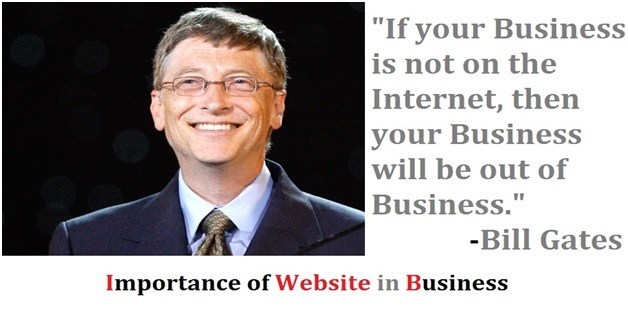 "If your Business
is not on the
Internet, then
your Business
will be out of
Business."
-Bill Gates
Importance of Website in Business